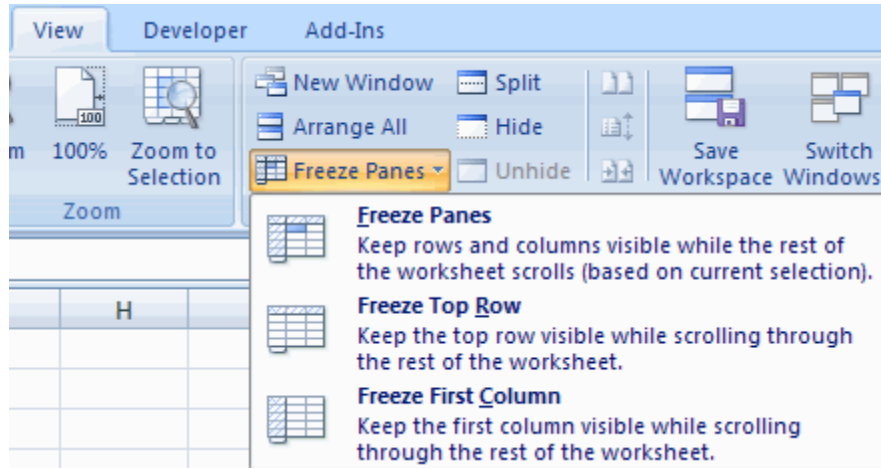 View Developer Add-Ins
New Window Split
Arrange All Hide
m 100% Zoom to Save Switch
Freeze Panes Unhide
Selection Workspace Windows
Zoom
100
Freeze Panes
Keep rows and columns visible while the rest of
the worksheet scrolls (based on current selection).
Freeze Top Row
Keep the top row visible while scrolling through
the rest of the worksheet.
Freeze First Column
Keep the first column visible while scrolling
through the rest of the worksheet.
H